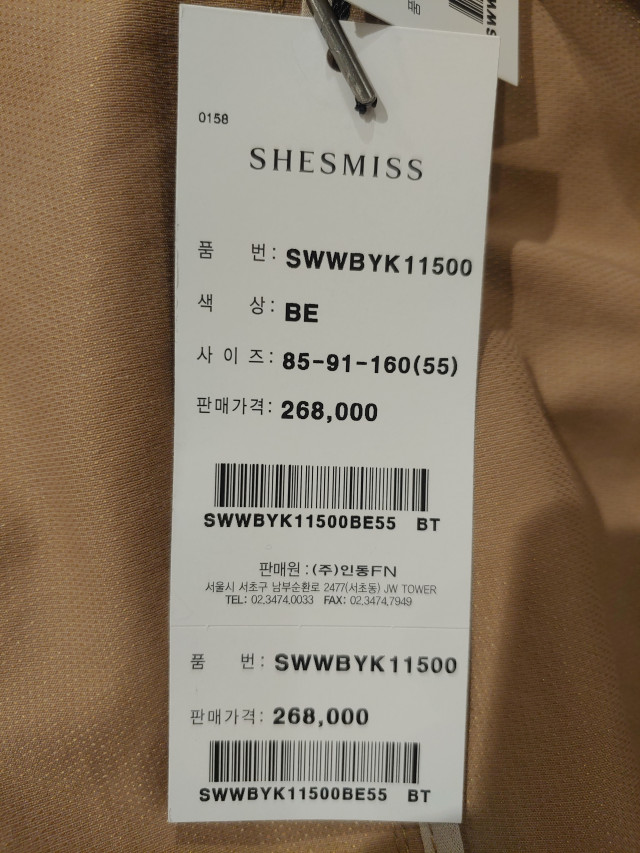 0158
SHESMISS
품 번: SWWBYK11500
색 상: BE
사 이 즈: 85-91-160(55)
판매가격: 268,000
SWWBYK11500BE55 BT
판매원 : (주)인동FN
서울시 서초구 남부순환로 2477(서초동) JW TOWER
TEL: 02.3474.0033 FAX: 02.3474.7949
품 번: SWWBYK11500
판매가격: 268,000
SWWBYK11500BE55 BT